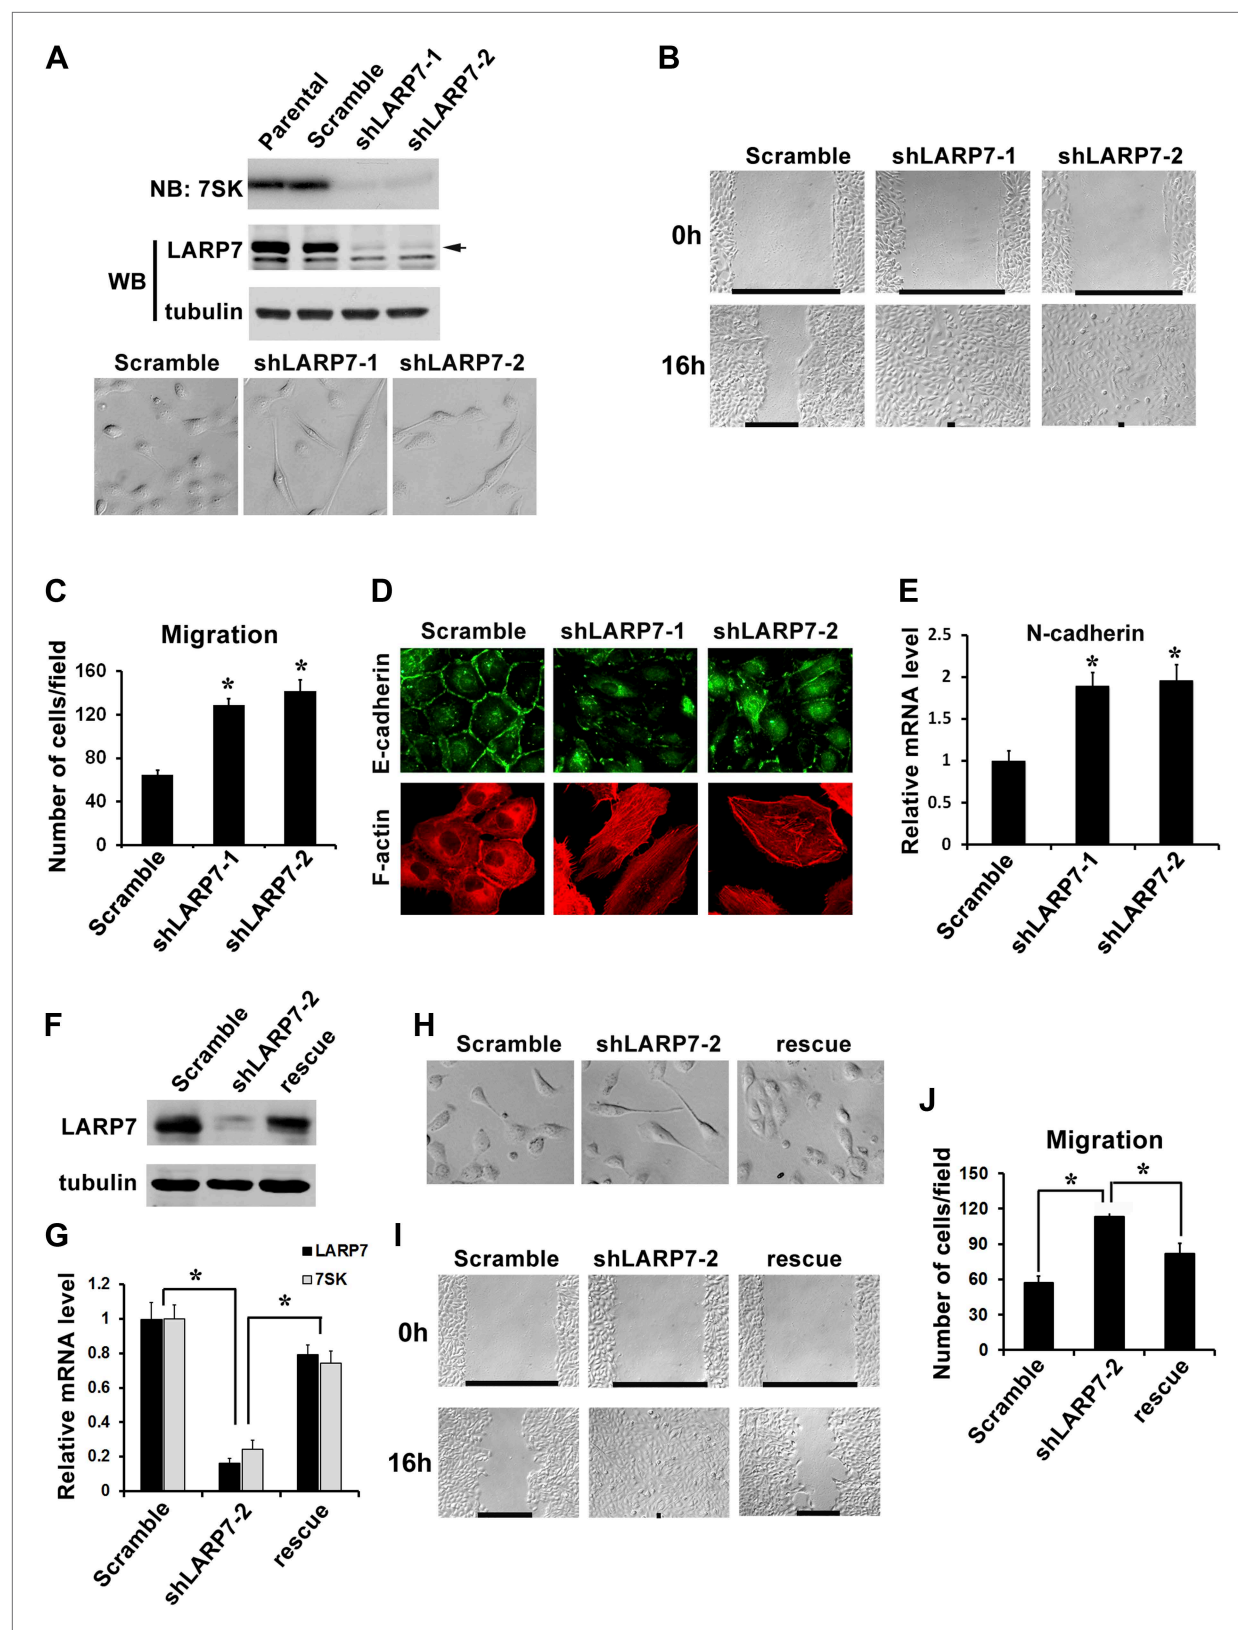 A
Parental
Scramble
shLARP7-1
shLARP7-2
NB: 7SK
LARP7
WB
tubulin
Scramble
shLARP7-1
shLARP7-2
B
Scramble
shLARP7-1
shLARP7-2
0h
16h
C
Migration
Number of cells/field
160
120
80
40
0
*
*
Scramble
shLARP7-1
shLARP7-2
D
Scramble
shLARP7-1
shLARP7-2
E-cadherin
F-actin
E
N-cadherin
Relative mRNA level
2.5
2
1.5
1
0.5
0
*
*
Scramble
shLARP7-1
shLARP7-2
F
Scramble
shLARP7-2
rescue
LARP7
tubulin
G
LARP7
7SK
Relative mRNA level
1.2
1
0.8
0.6
0.4
0.2
0
*
*
Scramble
shLARP7-2
rescue
H
Scramble
shLARP7-2
rescue
I
Scramble
shLARP7-2
rescue
0h
16h
J
Migration
Number of cells/field
150
120
90
60
30
0
*
*
Scramble
shLARP7-2
rescue